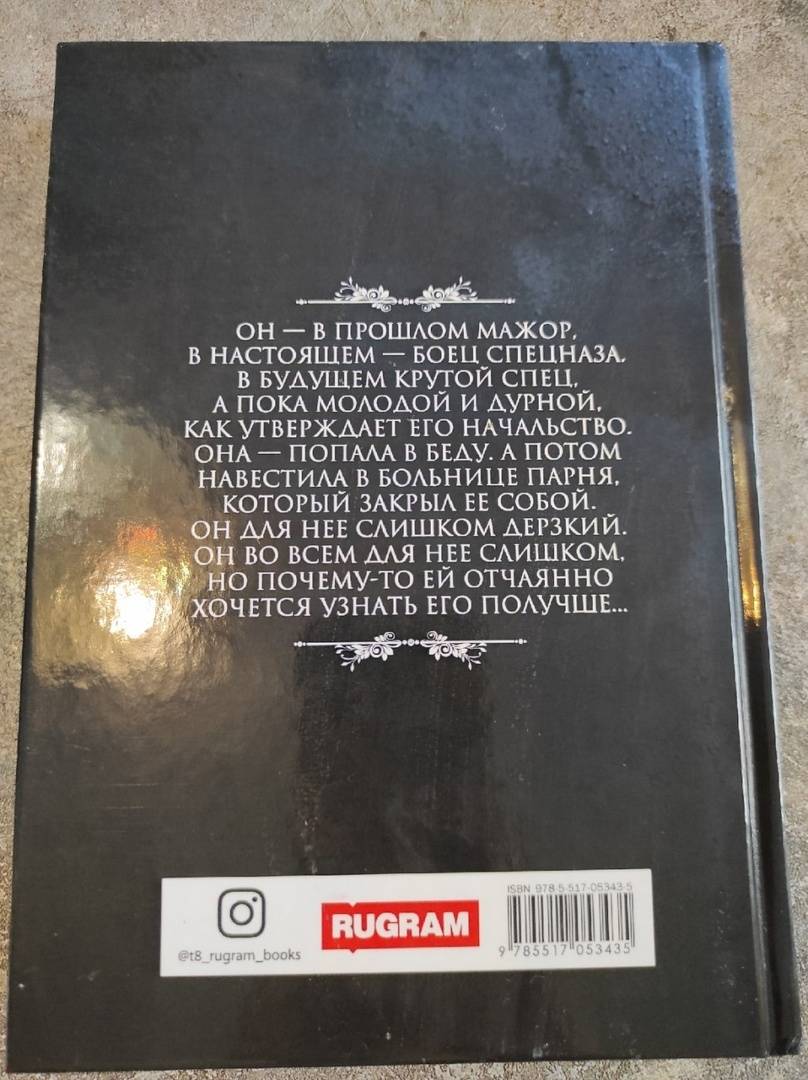 ОН — В ПРОШЛОМ МАЖОР,
В НАСТОЯЩЕМ — БОЕЦ СПЕЦНАЗА.
В БУДУЩЕМ КРУТОЙ СПЕЦ,
А ПОКА МОЛОДОЙ И ДУРНОЙ,
КАК УТВЕРЖДАЕТ ЕГО НАЧАЛЬСТВО.
ОНА — ПОПАЛА В БЕДУ. А ПОТОМ
НАВЕСТИЛА В БОЛЬНИЦЕ ПАРНЯ,
КОТОРЫЙ ЗАКРЫЛ ЕЕ СОБОЙ.
ОН ДЛЯ НЕЕ СЛИШКОМ ДЕРЗКИЙ.
ОН ВО ВСЕМ ДЛЯ НЕЕ СЛИШКОМ,
НО ПОЧЕМУ-ТО ЕЙ ОТЧАЯННО
ХОЧЕТСЯ УЗНАТЬ ЕГО ПОЛУЧШЕ...
@t8_rugram_books
RUGRAM
ISBN 978-5-517-05343-5
9 785517 053435